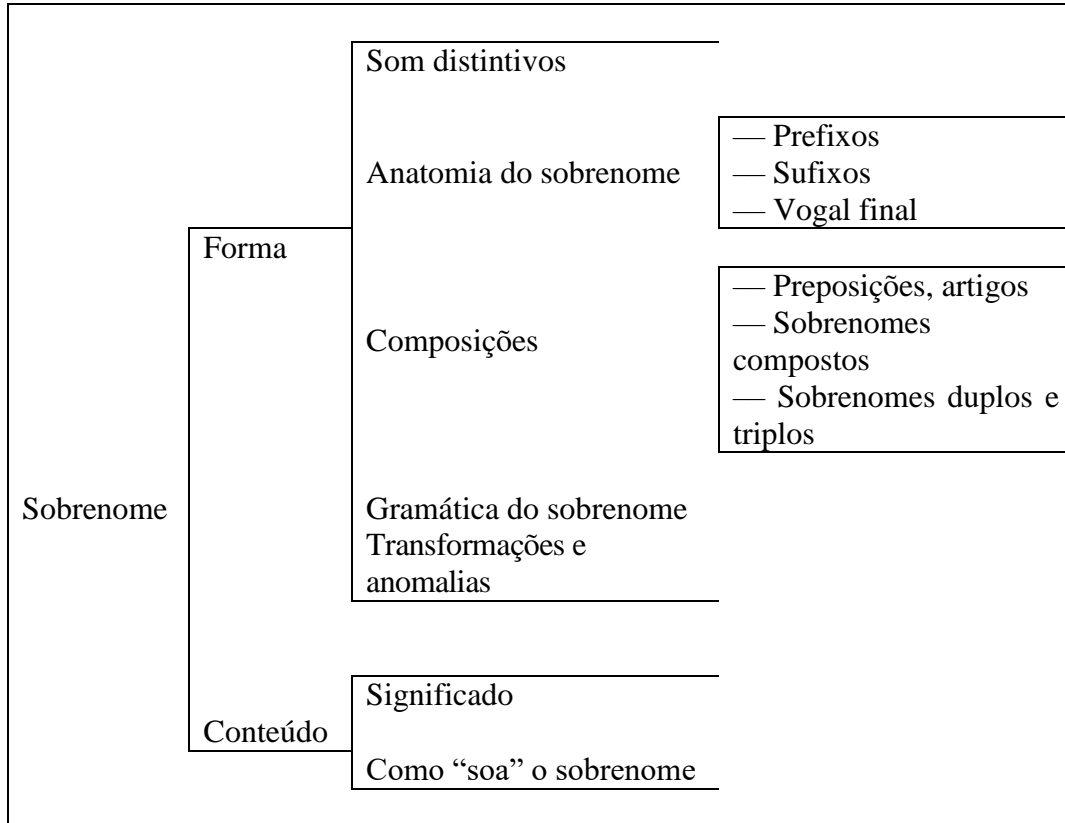 Som distintivos
— Prefixos
Anatomia do sobrenome
— Sufixos
— Vogal final
Forma
— Preposições, artigos
Composições
— Sobrenomes
compostos
— Sobrenomes duplos e
triplos
Sobrenome
Gramática do sobrenome
Transformações e
anomalias
Significado
Conteúdo
Como “soa” o sobrenome